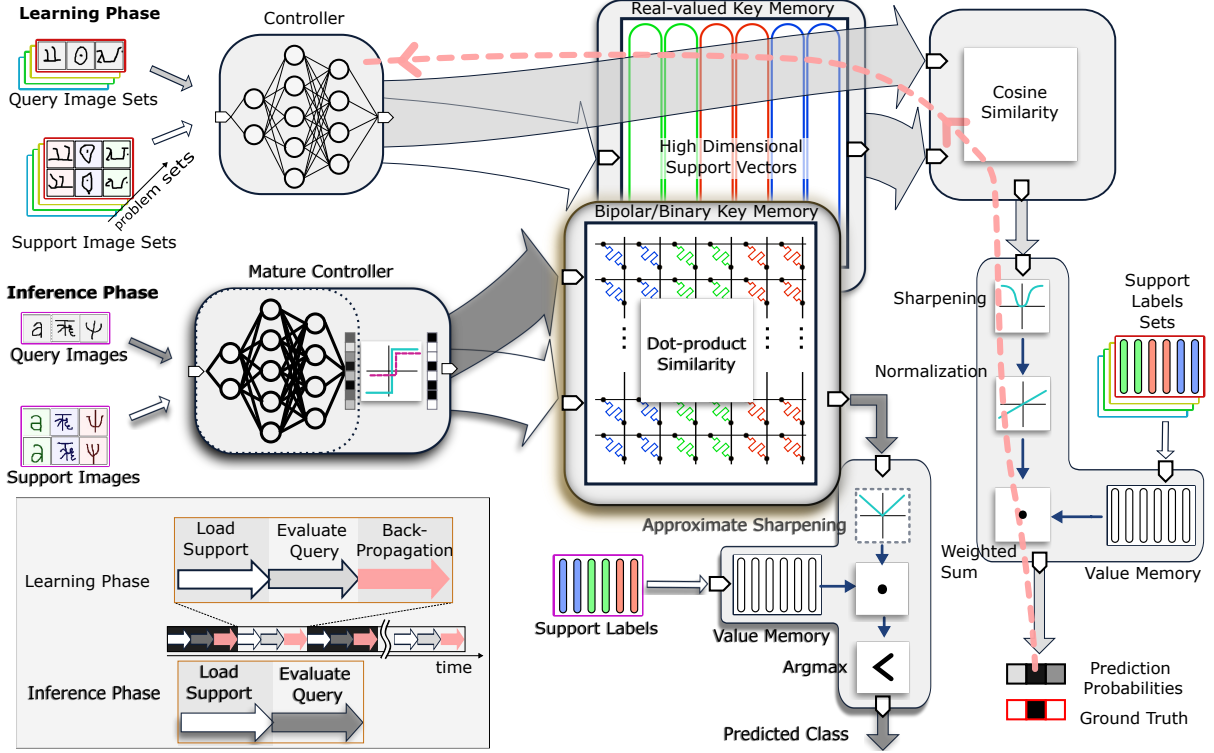 Learning Phase
Controller
Real-valued Key Memory
Query Image Sets
Cosine
Similarity
High Dimensional
Support Vectors
problem sets
Support Image Sets
Bipolar/Binary Key Memory
Mature Controller
Inference Phase
Query Images
Dot-product
Similarity
Support Images
Sharpening
Support
Labels
Sets
Normalization
Approximate Sharpening
Weighted
Sum
Value Memory
Support Labels
Value Memory
Argmax
Predicted Class
Prediction
Probabilities
Ground Truth
Load
Support
Evaluate
Query
Back-
Propagation
Learning Phase
time
Inference Phase
Load
Support
Evaluate
Query